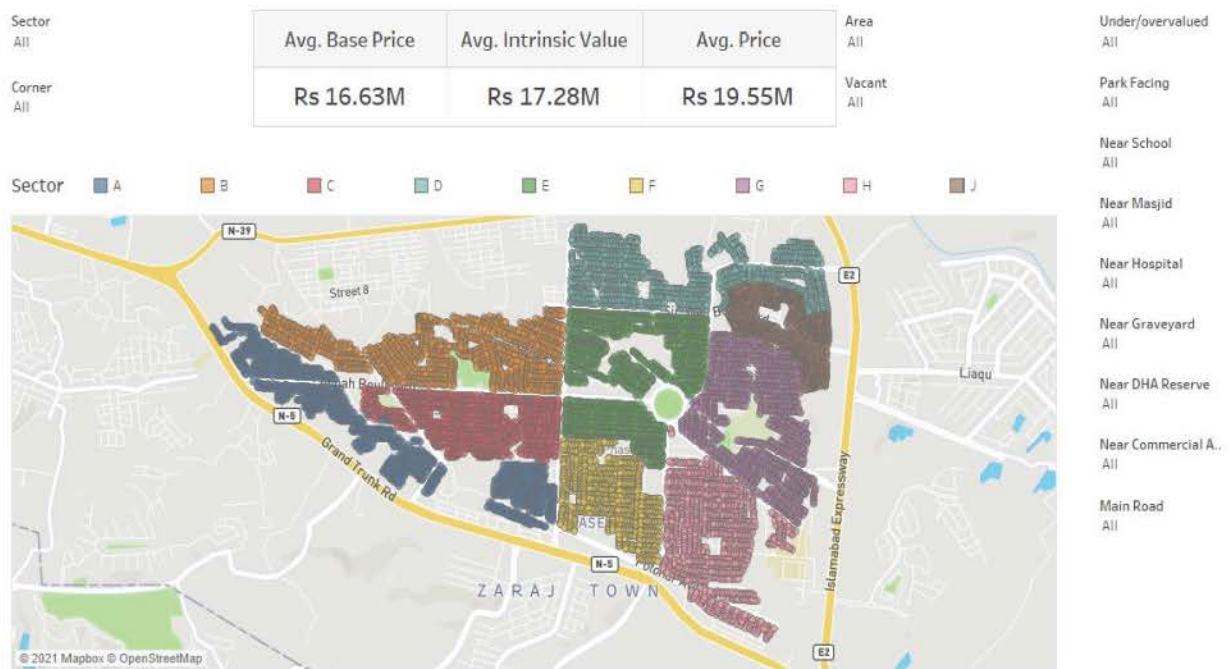 Sector
All
Corner
All
Avg. Base Price
Avg. Intrinsic Value
Avg. Price
Rs 16.63M
Rs 17.28M
Rs 19.55M
Area
All
Vacant
All
Under/overvalued
All
Park Facing
All
Near School
All
Near Masjid
All
Near Hospital
All
Near Graveyard
All
Near DHA Reserve
All
Near Commercial A..
All
Main Road
All
Sector
A
B
C
D
E
F
G
H
J
N-39
Street 8
E2
Liaqu
N-5
Grand Trunk Rd
Islamabad Expressway
N-5
ZARAJ TOWN
E2
© 2021 Mapbox © OpenStreetMap